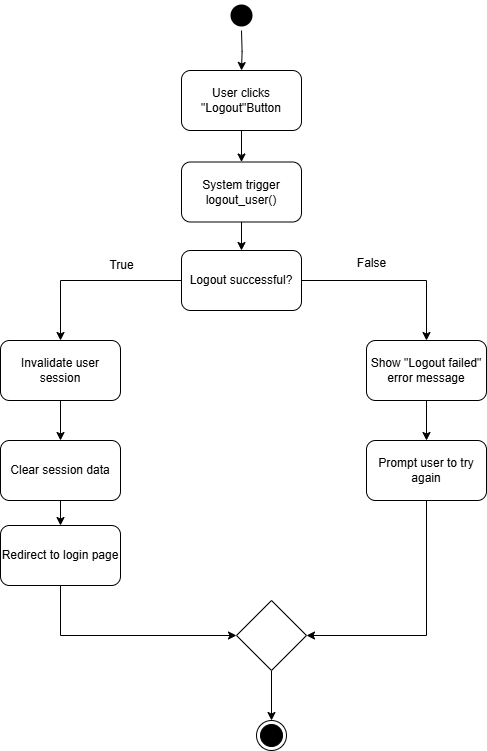 User clicks
"Logout"Button
System trigger
logout_user()
Logout successful?
True
False
Invalidate user
session
Show "Logout failed"
error message
Clear session data
Prompt user to try
again
Redirect to login page